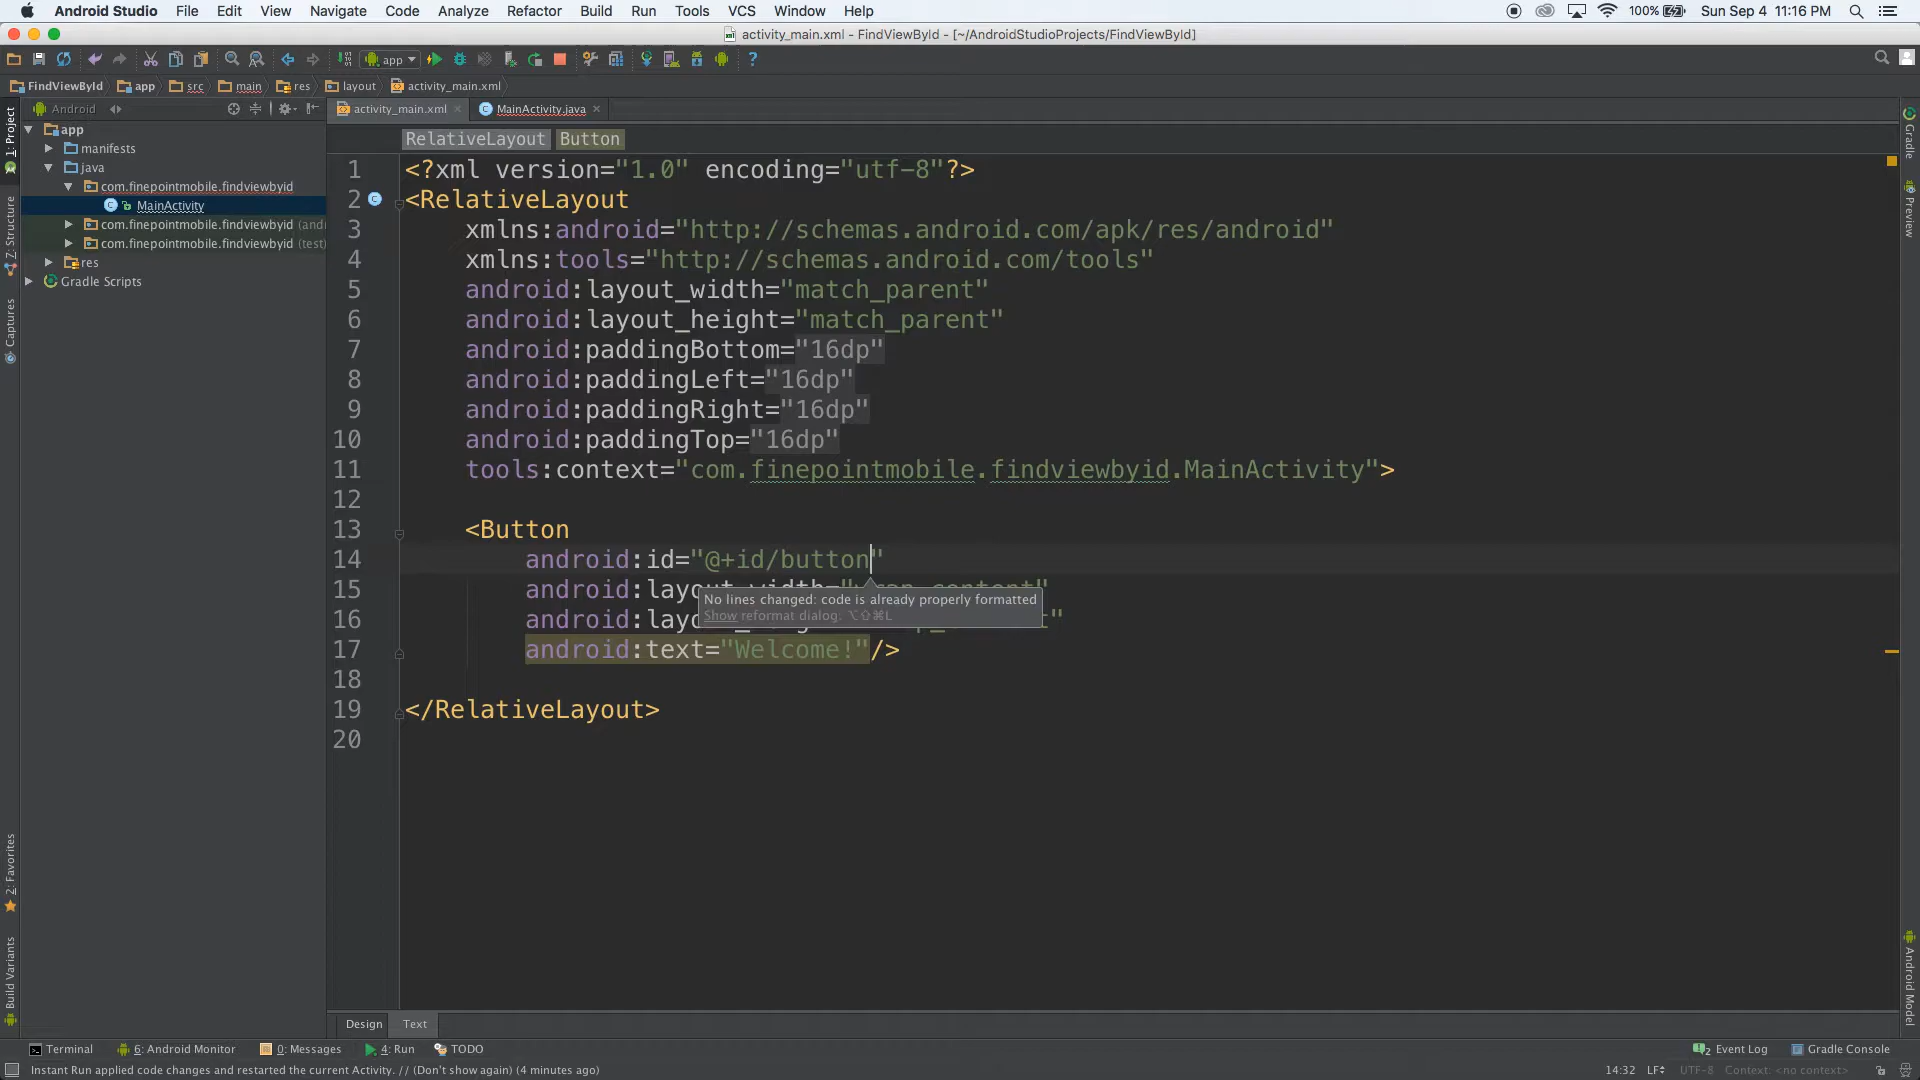 Android Studio File Edit View Navigate Code Analyze Refactor Build Run Tools VCS Window Help 100% Sun Sep 4 11:16 PM
activity_main.xml - FindViewById - [~/AndroidStudioProjects/FindViewById]
app
FindViewById app src main res layout activity_main.xml
Android activity_main.xml MainActivity.java
RelativeLayout Button
1: Project
Z: Structure
Captures
2: Favorites
Build Variants
app
manifests
java
com.finepointmobile.findviewbyid
MainActivity
com.finepointmobile.findviewbyid (and
com.finepointmobile.findviewbyid (test)
res
Gradle Scripts
1 <?xml version="1.0" encoding="utf-8"?>
2 <RelativeLayout
3 xmlns:android="http://schemas.android.com/apk/res/android"
4 xmlns:tools="http://schemas.android.com/tools"
5 android:layout_width="match_parent"
6 android:layout_height="match_parent"
7 android:paddingBottom="16dp"
8 android:paddingLeft="16dp"
9 android:paddingRight="16dp"
10 android:paddingTop="16dp"
11 tools:context="com.finepointmobile.findviewbyid.MainActivity">
12
13 <Button
14 android:id="@+id/button"
15 android:layout_width="wrap_content"
No lines changed: code is already properly formatted
Show reformat dialog: ⌥⇧⌘L
16 android:layo
17 android:text="Welcome!"/>
18
19 </RelativeLayout>
20
Gradle
Preview
Android Model
Design Text
Terminal 6: Android Monitor 0: Messages 4: Run TODO Event Log Gradle Console
Instant Run applied code changes and restarted the current Activity. // (Don't show again) (4 minutes ago) 14:32 LF UTF-8 Context: <no context>